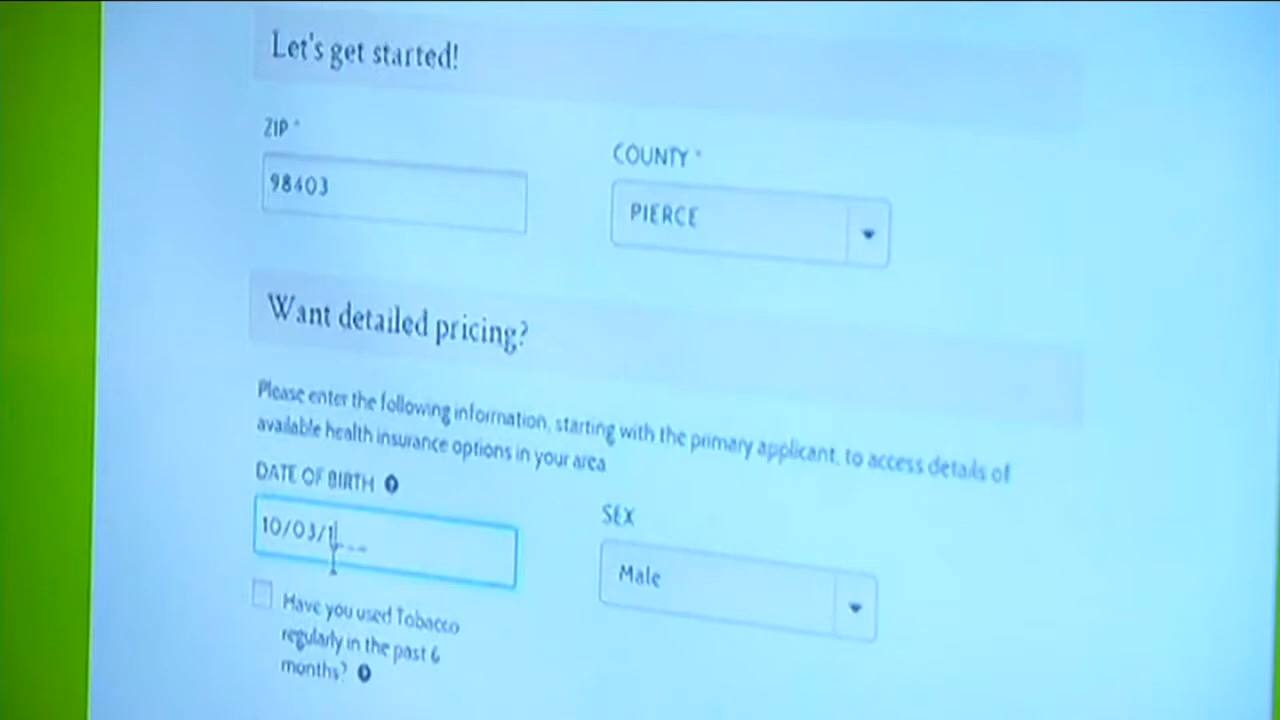 Let's get started!
ZIP *
COUNTY *
98403
PIERCE
Want detailed pricing?
Please enter the following information, starting with the primary applicant, to access details of
available health insurance options in your area
DATE OF BIRTH
SEX
10/03/1___
Male
Have you used Tobacco
regularly in the past 6
months?